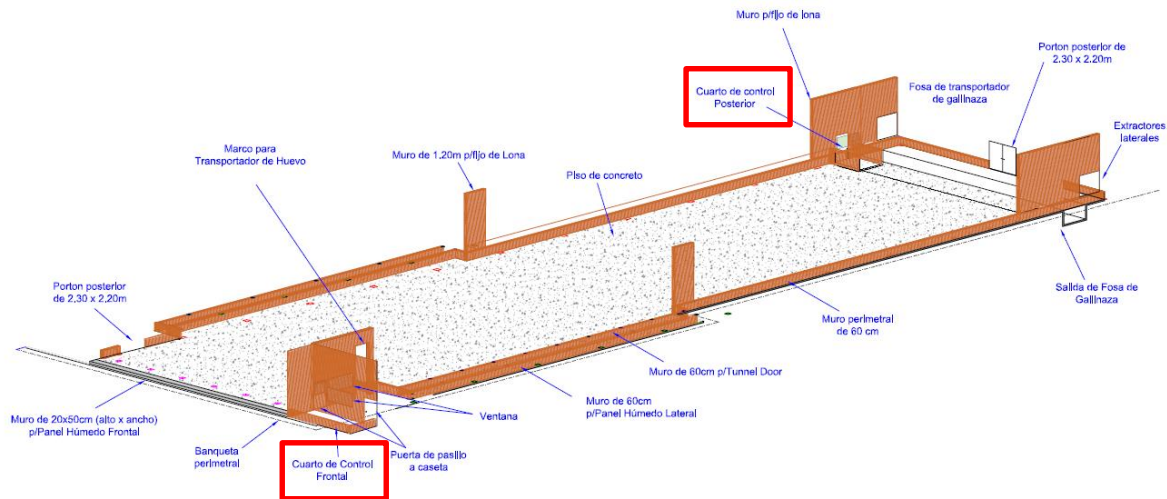 Muro p/fijo de lona
Cuarto de control
Posterior
Fosa de transportador
de gallinaza
Porton posterior de
2.30 x 2.20m
Extractores
laterales
Marco para
Transportador de Huevo
Muro de 1.20m p/fijo de Lona
Piso de concreto
Porton posterior
de 2,30 x 2,20m
Salida de Fosa de
Gallinaza
Muro perimetral
de 60 cm
Muro de 60cm p/Tunnel Door
Muro de 60cm
p/Panel Húmedo Lateral
Ventana
Muro de 20x50cm (alto x ancho)
p/Panel Húmedo Frontal
Banqueta
perimetral
Cuarto de Control
Frontal
Puerta de pasillo
a caseta